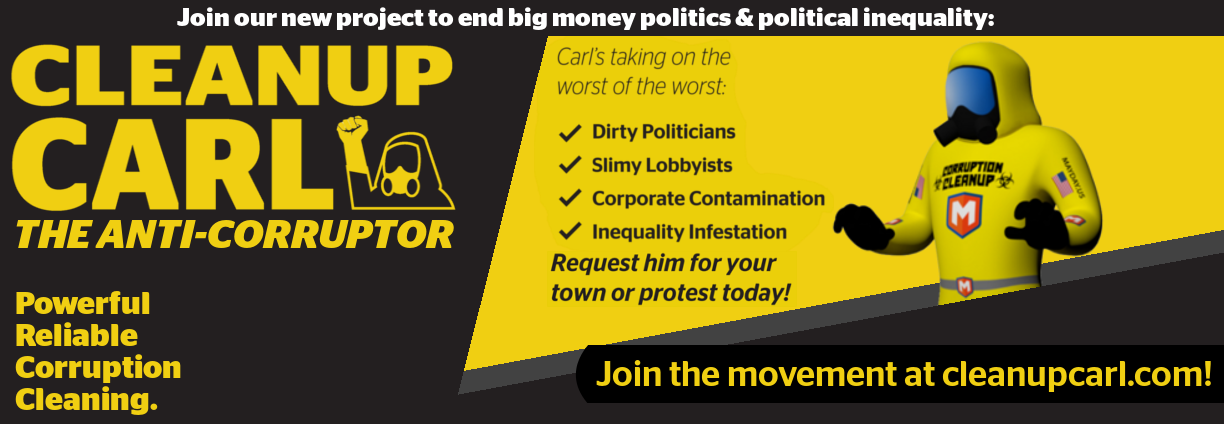 Join our new project to end big money politics & political inequality:
CLEANUP
CARL
THE ANTI-CORRUPTOR
Powerful
Reliable
Corruption
Cleaning.
Carl's taking on the
worst of the worst:
Dirty Politicians
Slimy Lobbyists
Corporate Contamination
Inequality Infestation
Request him for your
town or protest today!
CORRUPTION
CLEANUP
M
MAYDAY.US
M
Join the movement at cleanupcarl.com!